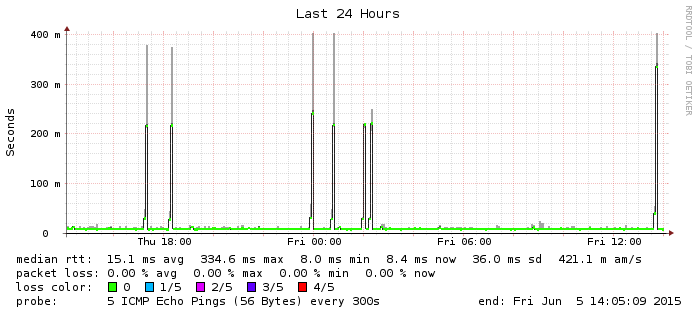 Last 24 Hours
RRDTOOL / TOBI OETIKER
Seconds
400 m
300 m
200 m
100 m
0
Thu 18:00 Fri 00:00 Fri 06:00 Fri 12:00
median rtt: 15.1 ms avg 334.6 ms max 8.0 ms min 8.4 ms now 36.0 ms sd 421.1 m am/s
packet loss: 0.00 % avg 0.00 % max 0.00 % min 0.00 % now
loss color: 0 1/5 2/5 3/5 4/5
probe: 5 ICMP Echo Pings (56 Bytes) every 300s end: Fri Jun 5 14:05:09 2015